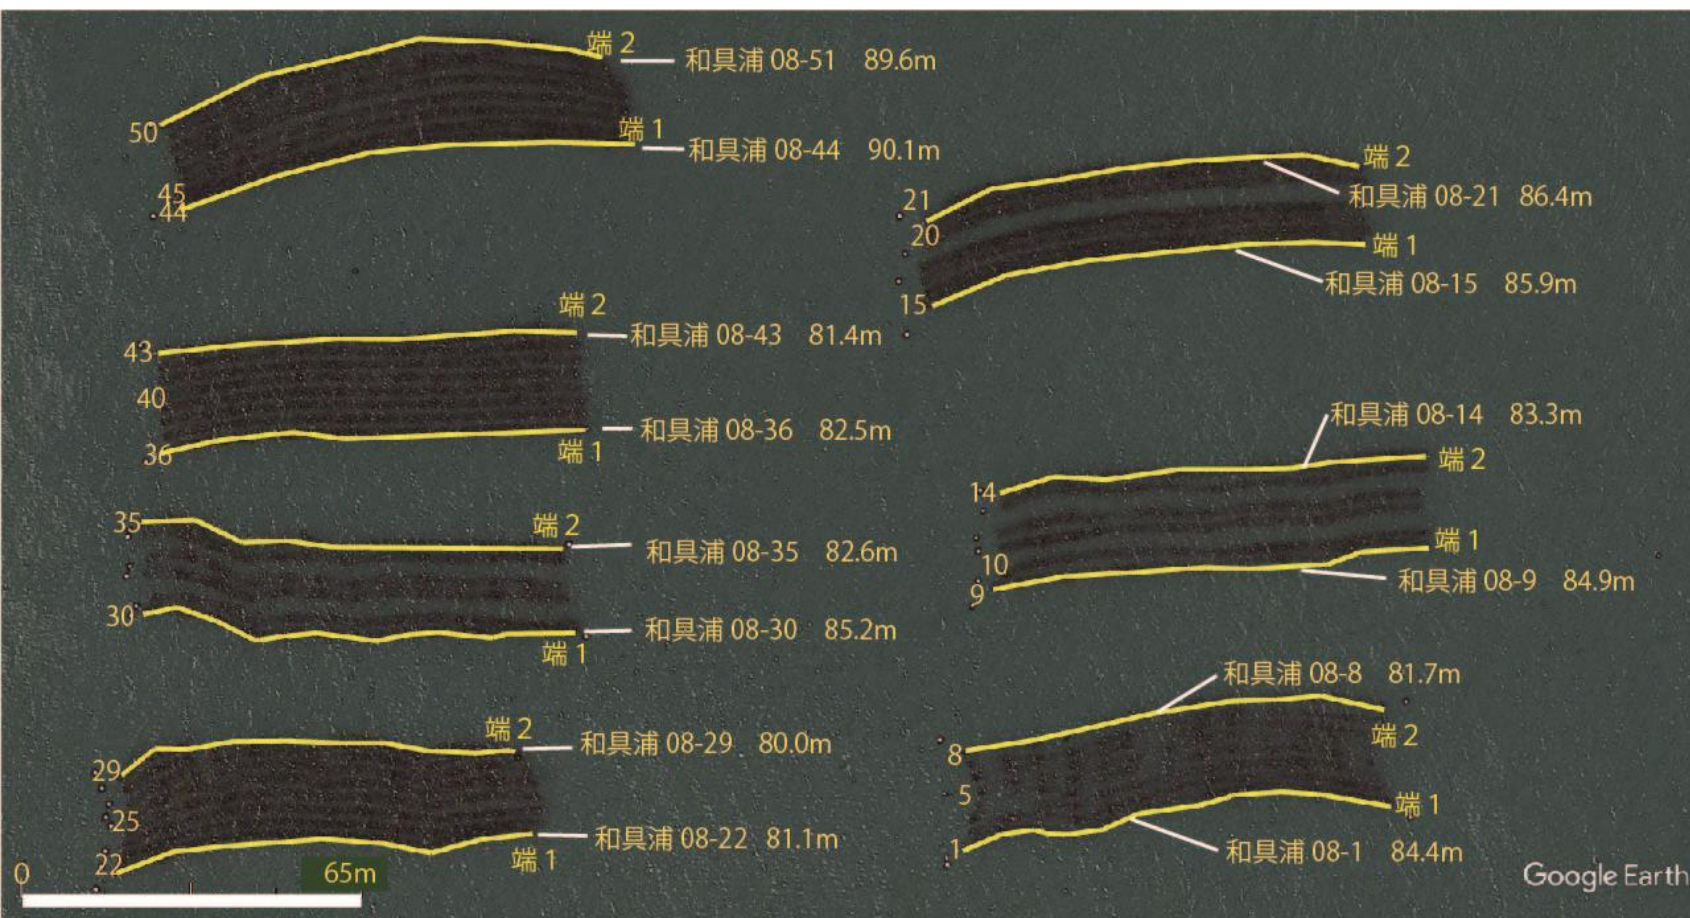 端 2
和具浦 08-51 89.6m
50
端 1
和具浦 08-44 90.1m
45
44
端 2
21
和具浦 08-21 86.4m
20
端 1
15
和具浦 08-15 85.9m
端 2
43
和具浦 08-43 81.4m
40
和具浦 08-36 82.5m
36
端 1
和具浦 08-14 83.3m
端 2
14
端 1
10
9
和具浦 08-9 84.9m
35
端 2
和具浦 08-35 82.6m
30
和具浦 08-30 85.2m
端 1
和具浦 08-8 81.7m
端 2
8
5
端 1
1
和具浦 08-1 84.4m
端 2
和具浦 08-29 80.0m
29
25
和具浦 08-22 81.1m
22
端 1
0 65m
Google Earth